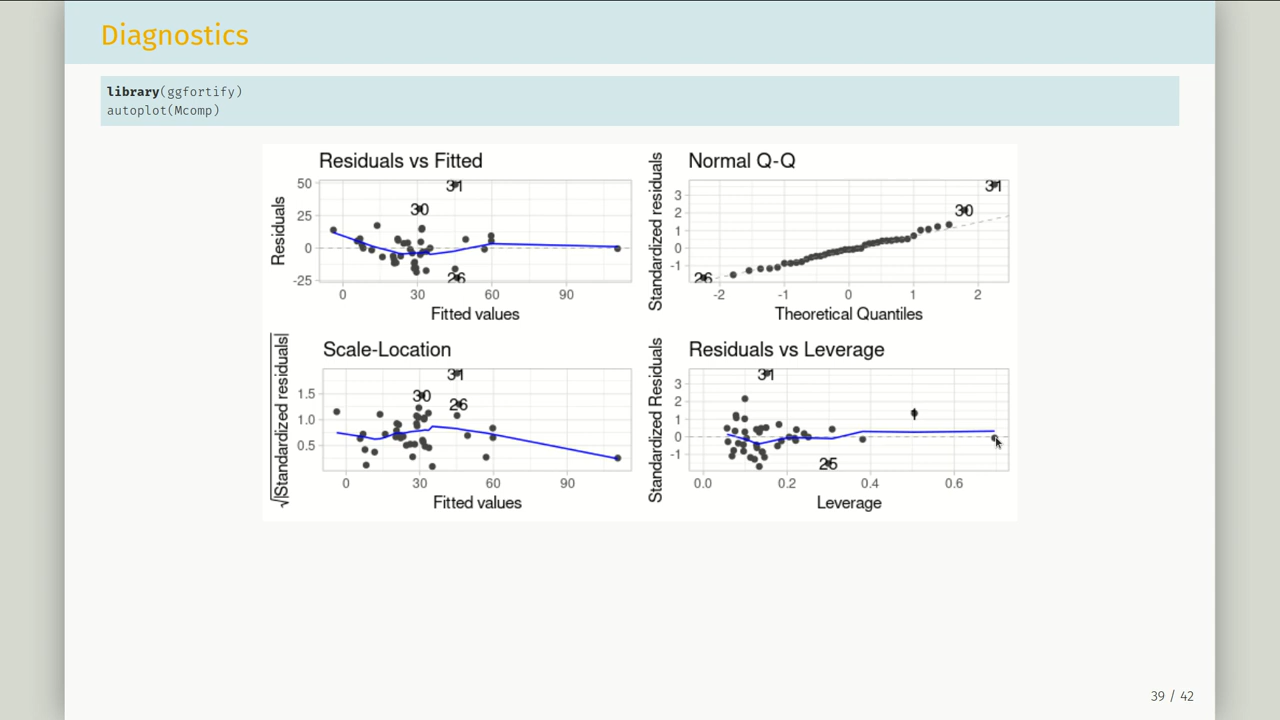 Diagnostics
library(ggfortify)
autoplot(Mcomp)
Residuals vs Fitted
Residuals
50
25
0
-25
31
30
26
0 30 60 90
Fitted values
Normal Q-Q
Standardized residuals
3
2
1
0
-1
31
30
26
-2 -1 0 1 2
Theoretical Quantiles
Scale-Location
√|Standardized residuals|
1.5
1.0
0.5
31
30
26
0 30 60 90
Fitted values
Residuals vs Leverage
Standardized Residuals
3
2
1
0
-1
31
25
0.0 0.2 0.4 0.6
Leverage
39 / 42